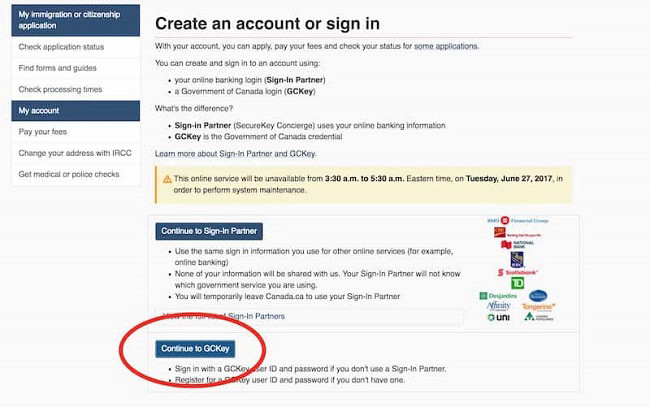 My immigration or citizenship
application
Check application status
Find forms and guides
Check processing times
My account
Pay your fees
Change your address with IRCC
Get medical or police checks
Create an account or sign in
With your account, you can apply, pay your fees and check your status for some applications.
You can create and sign in to an account using:
your online banking login (Sign-In Partner)
a Government of Canada login (GCKey)
What's the difference?
Sign-in Partner (SecureKey Concierge) uses your online banking information
GCKey is the Government of Canada credential
Learn more about Sign-In Partner and GCKey.
This online service will be unavailable from 3:30 a.m. to 5:30 a.m. Eastern time, on Tuesday, June 27, 2017, in
order to perform system maintenance.
Continue to Sign-In Partner
Use the same sign in information you use for other online services (for example,
online banking)
None of your information will be shared with us. Your Sign-In Partner will not know
which government service you are using.
You will temporarily leave Canada.ca to use your Sign-In Partner
View the full list of Sign-In Partners
BMO Financial Group
NATIONAL
BANK
RBC
Scotiabank
TD
Desjardins
Affinity
Tangerine
UNI
Continue to GCKey
Sign in with a GCKey user ID and password if you don't use a Sign-In Partner.
Register for a GCKey user ID and password if you don't have one.